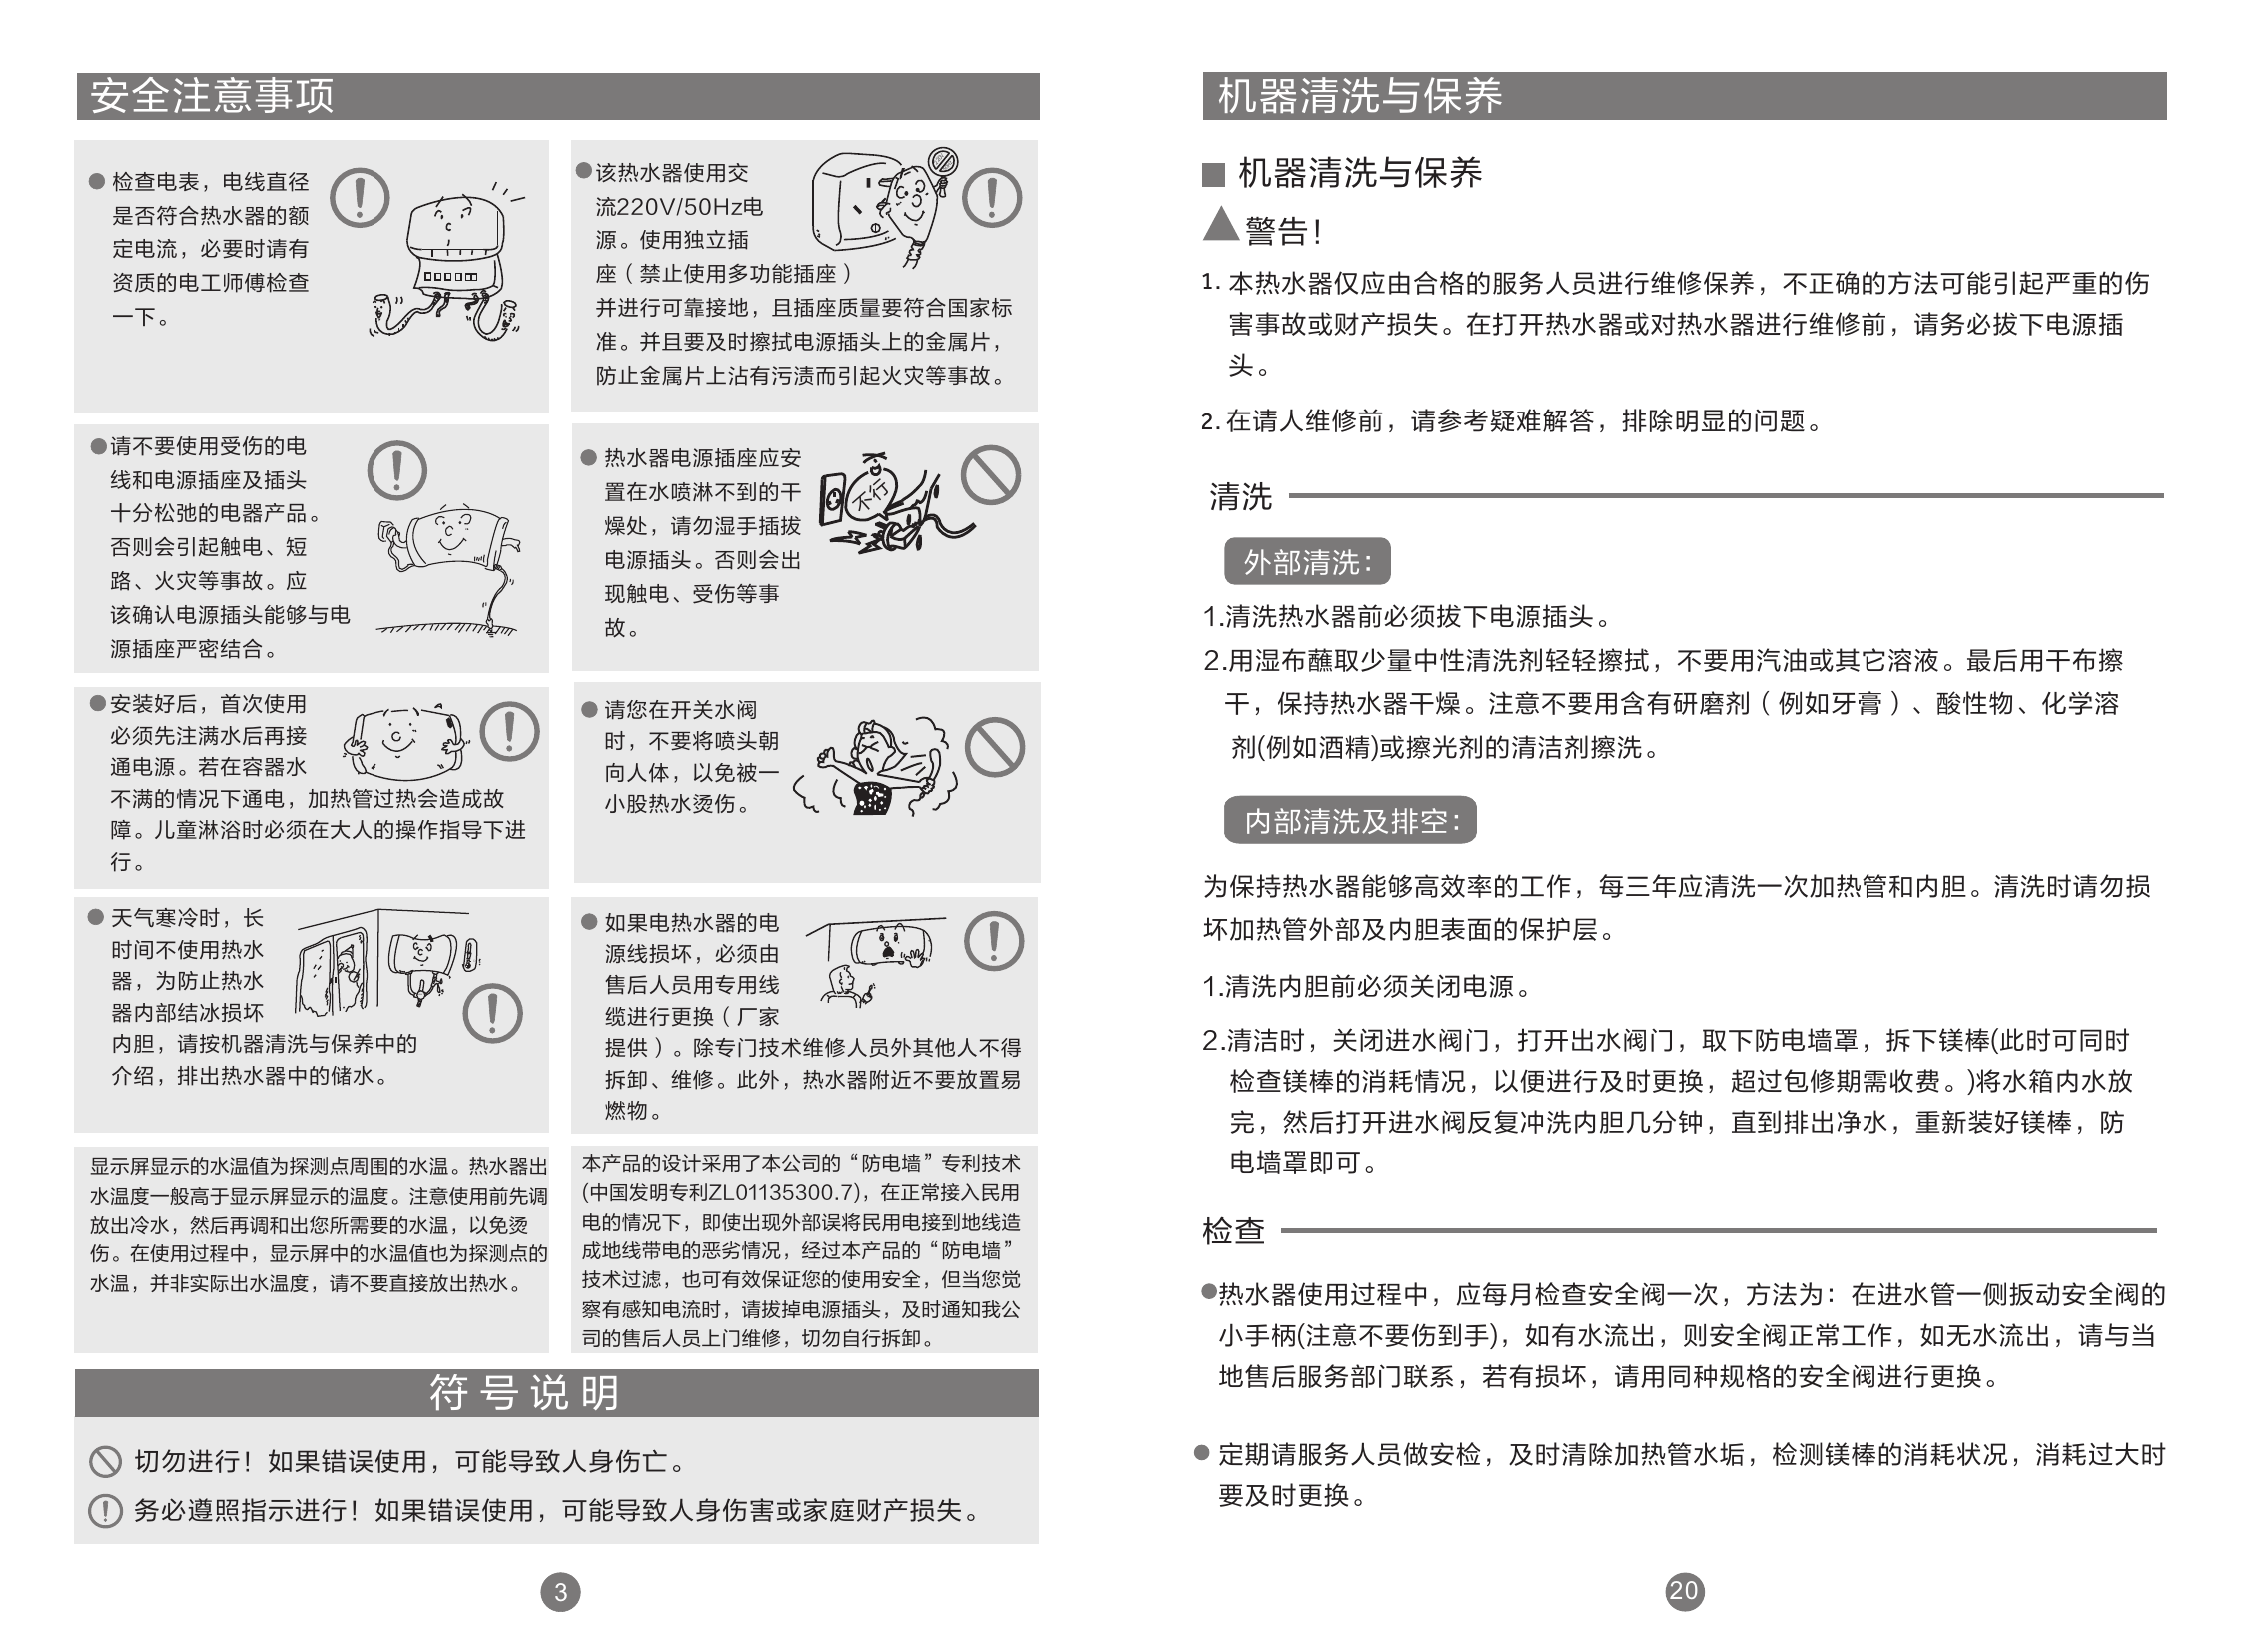 安全注意事项
检查电表，电线直径
是否符合热水器的额
定电流，必要时请有
资质的电工师傅检查
一下。
●该热水器使用交
流220V/50Hz电
源。使用独立插
座（禁止使用多功能插座）
并进行可靠接地，且插座质量要符合国家标
准。并且要及时擦拭电源插头上的金属片，
防止金属片上沾有污渍而引起火灾等事故。
●请不要使用受伤的电
线和电源插座及插头
十分松弛的电器产品。
否则会引起触电、短
路、火灾等事故。应
该确认电源插头能够与电
源插座严密结合。
● 热水器电源插座应安
置在水喷淋不到的干
燥处，请勿湿手插拔
电源插头。否则会出
现触电、受伤等事
故。
不行
●安装好后，首次使用
必须先注满水后再接
通电源。若在容器水
不满的情况下通电，加热管过热会造成故
障。儿童淋浴时必须在大人的操作指导下进
行。
● 请您在开关水阀
时，不要将喷头朝
向人体，以免被一
小股热水烫伤。
● 天气寒冷时，长
时间不使用热水
器，为防止热水
器内部结冰损坏
内胆，请按机器清洗与保养中的
介绍，排出热水器中的储水。
● 如果电热水器的电
源线损坏，必须由
售后人员用专用线
缆进行更换（厂家
提供）。除专门技术维修人员外其他人不得
拆卸、维修。此外，热水器附近不要放置易
燃物。
显示屏显示的水温值为探测点周围的水温。热水器出
水温度一般高于显示屏显示的温度。注意使用前先调
放出冷水，然后再调和出您所需要的水温，以免烫
伤。在使用过程中，显示屏中的水温值也为探测点的
水温，并非实际出水温度，请不要直接放出热水。
本产品的设计采用了本公司的“防电墙”专利技术
(中国发明专利ZL01135300.7)，在正常接入民用
电的情况下，即使出现外部误将民用电接到地线造
成地线带电的恶劣情况，经过本产品的“防电墙”
技术过滤，也可有效保证您的使用安全，但当您觉
察有感知电流时，请拔掉电源插头，及时通知我公
司的售后人员上门维修，切勿自行拆卸。
符号说明
切勿进行！如果错误使用，可能导致人身伤亡。
务必遵照指示进行！如果错误使用，可能导致人身伤害或家庭财产损失。
3
机器清洗与保养
■ 机器清洗与保养
▲警告！
1. 本热水器仅应由合格的服务人员进行维修保养，不正确的方法可能引起严重的伤
害事故或财产损失。在打开热水器或对热水器进行维修前，请务必拔下电源插
头。
2. 在请人维修前，请参考疑难解答，排除明显的问题。
清洗
外部清洗：
1.清洗热水器前必须拔下电源插头。
2.用湿布蘸取少量中性清洗剂轻轻擦拭，不要用汽油或其它溶液。最后用干布擦
干，保持热水器干燥。注意不要用含有研磨剂（例如牙膏）、酸性物、化学溶
剂(例如酒精)或擦光剂的清洁剂擦洗。
内部清洗及排空：
为保持热水器能够高效率的工作，每三年应清洗一次加热管和内胆。清洗时请勿损
坏加热管外部及内胆表面的保护层。
1.清洗内胆前必须关闭电源。
2.清洁时，关闭进水阀门，打开出水阀门，取下防电墙罩，拆下镁棒(此时可同时
检查镁棒的消耗情况，以便进行及时更换，超过包修期需收费。)将水箱内水放
完，然后打开进水阀反复冲洗内胆几分钟，直到排出净水，重新装好镁棒，防
电墙罩即可。
检查
●热水器使用过程中，应每月检查安全阀一次，方法为：在进水管一侧扳动安全阀的
小手柄(注意不要伤到手)，如有水流出，则安全阀正常工作，如无水流出，请与当
地售后服务部门联系，若有损坏，请用同种规格的安全阀进行更换。
● 定期请服务人员做安检，及时清除加热管水垢，检测镁棒的消耗状况，消耗过大时
要及时更换。
20